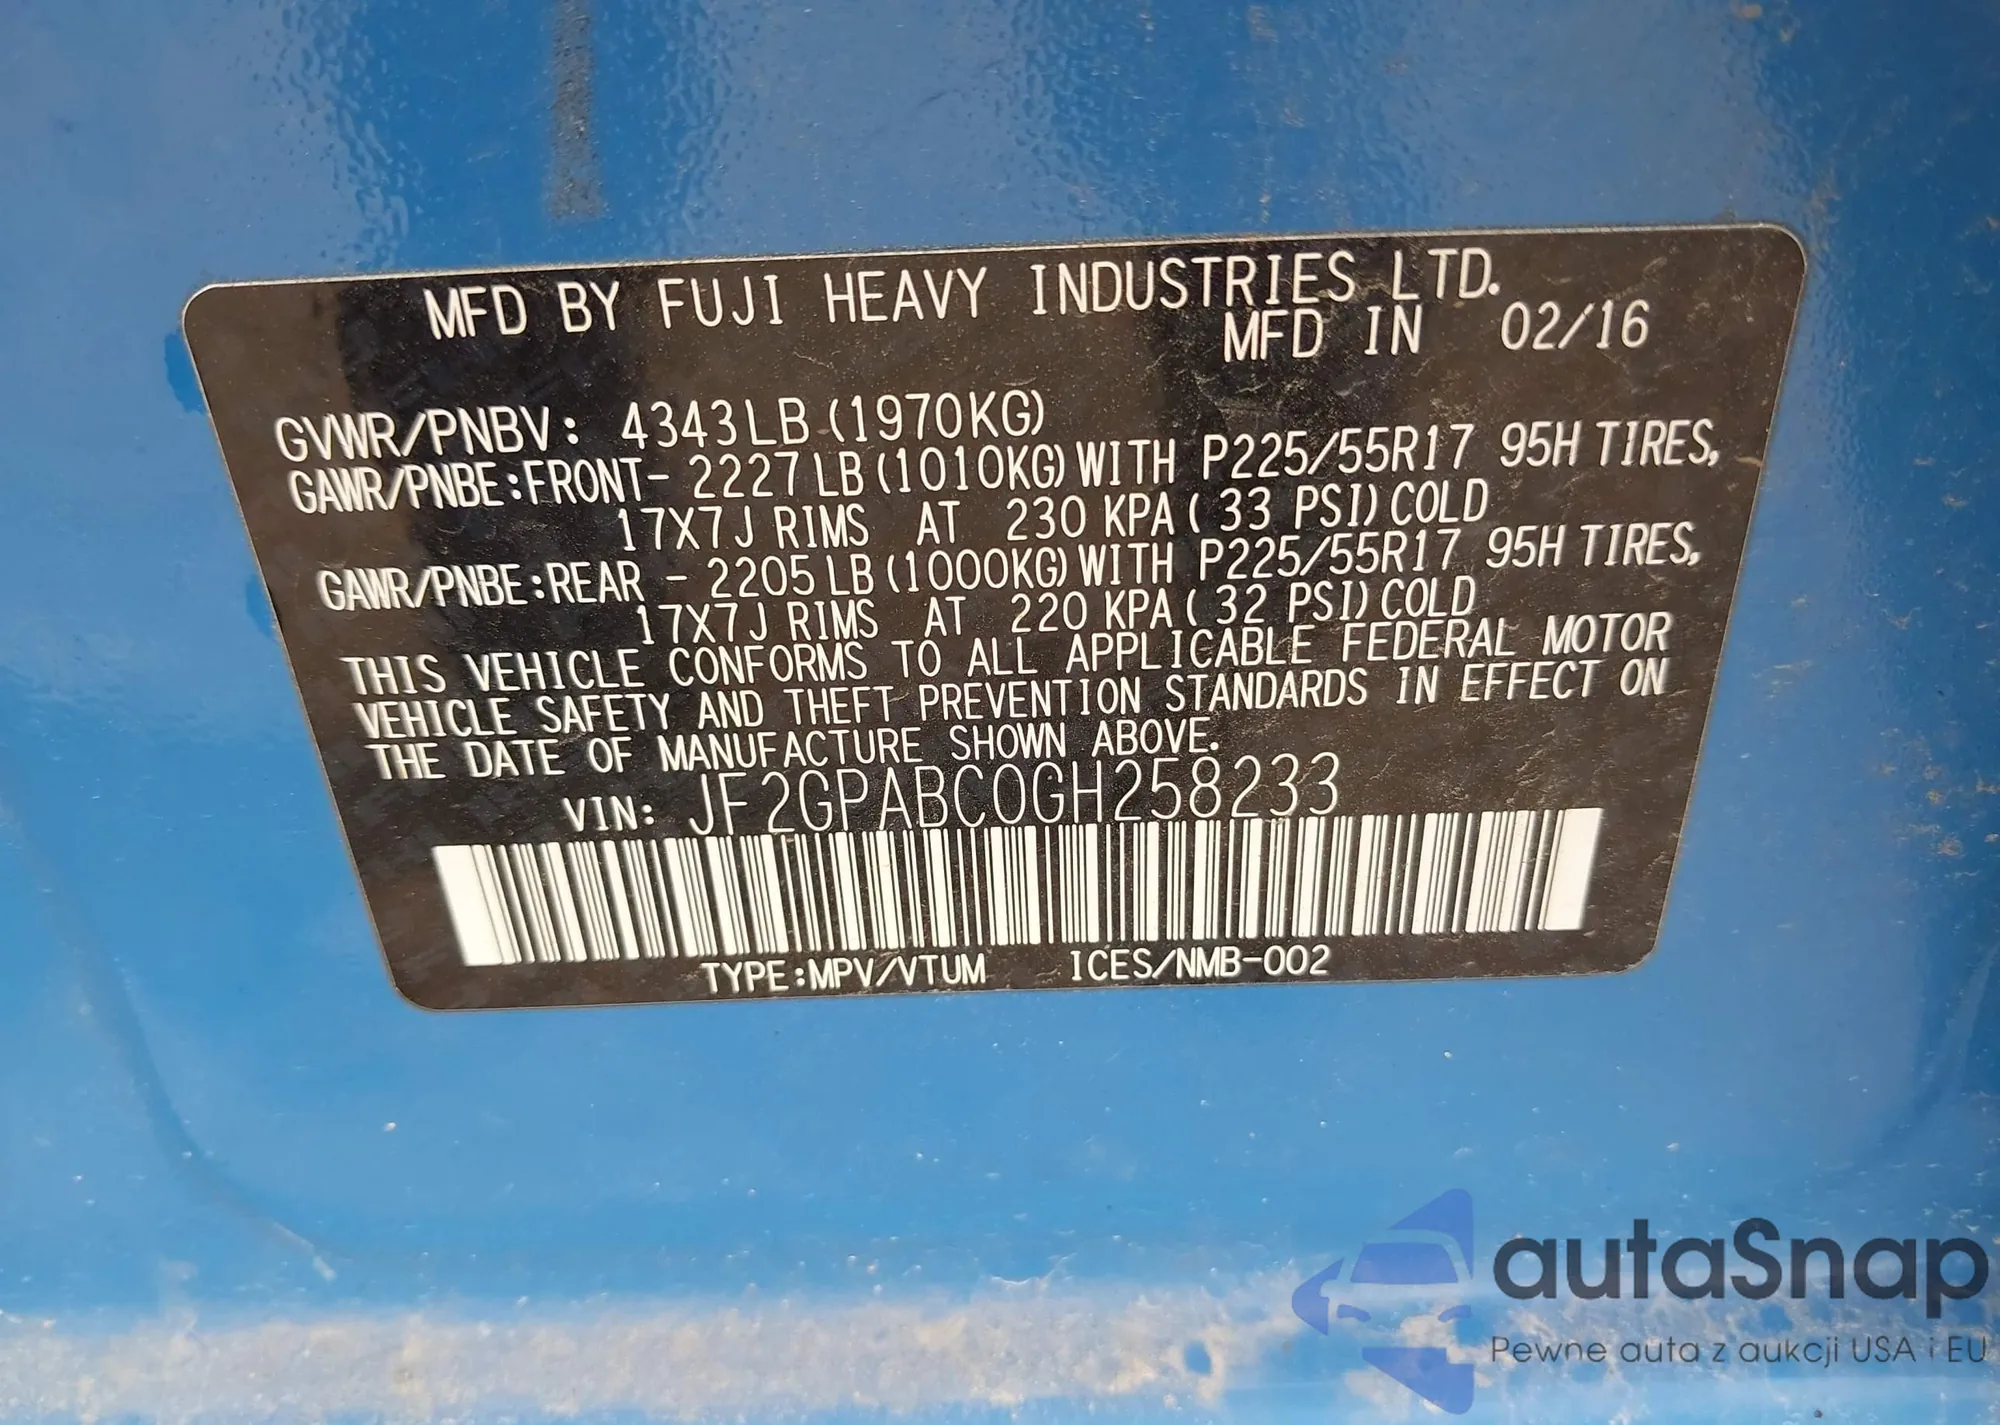 MFD BY FUJI HEAVY INDUSTRIES LTD.
MFD IN 02/16
GVWR/PNBV: 4343LB (1970KG)
GAWR/PNBE:FRONT- 2227LB (1010KG) WITH P225/55R17 95H TIRES,
17X7J RIMS AT 230 KPA (33 PSI) COLD
GAWR/PNBE:REAR - 2205LB (1000KG) WITH P225/55R17 95H TIRES,
17X7J RIMS AT 220 KPA (32 PSI) COLD
THIS VEHICLE CONFORMS TO ALL APPLICABLE FEDERAL MOTOR
VEHICLE SAFETY AND THEFT PREVENTION STANDARDS IN EFFECT ON
THE DATE OF MANUFACTURE SHOWN ABOVE.
VIN: JF2GPABC0GH258233
TYPE:MPV/VTUM ICES/NMB-002
autaSnap
Pewne auta z aukcji USA i EU